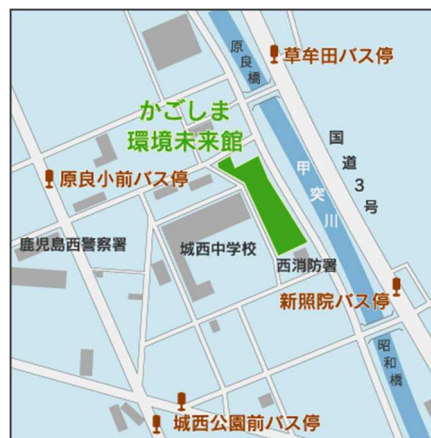 原良橋
草牟田バス停
かごしま
環境未来館
国道3号
甲突川
原良小前バス停
鹿児島西警察署
城西中学校
西消防署
新照院バス停
昭和橋
城西公園前バス停